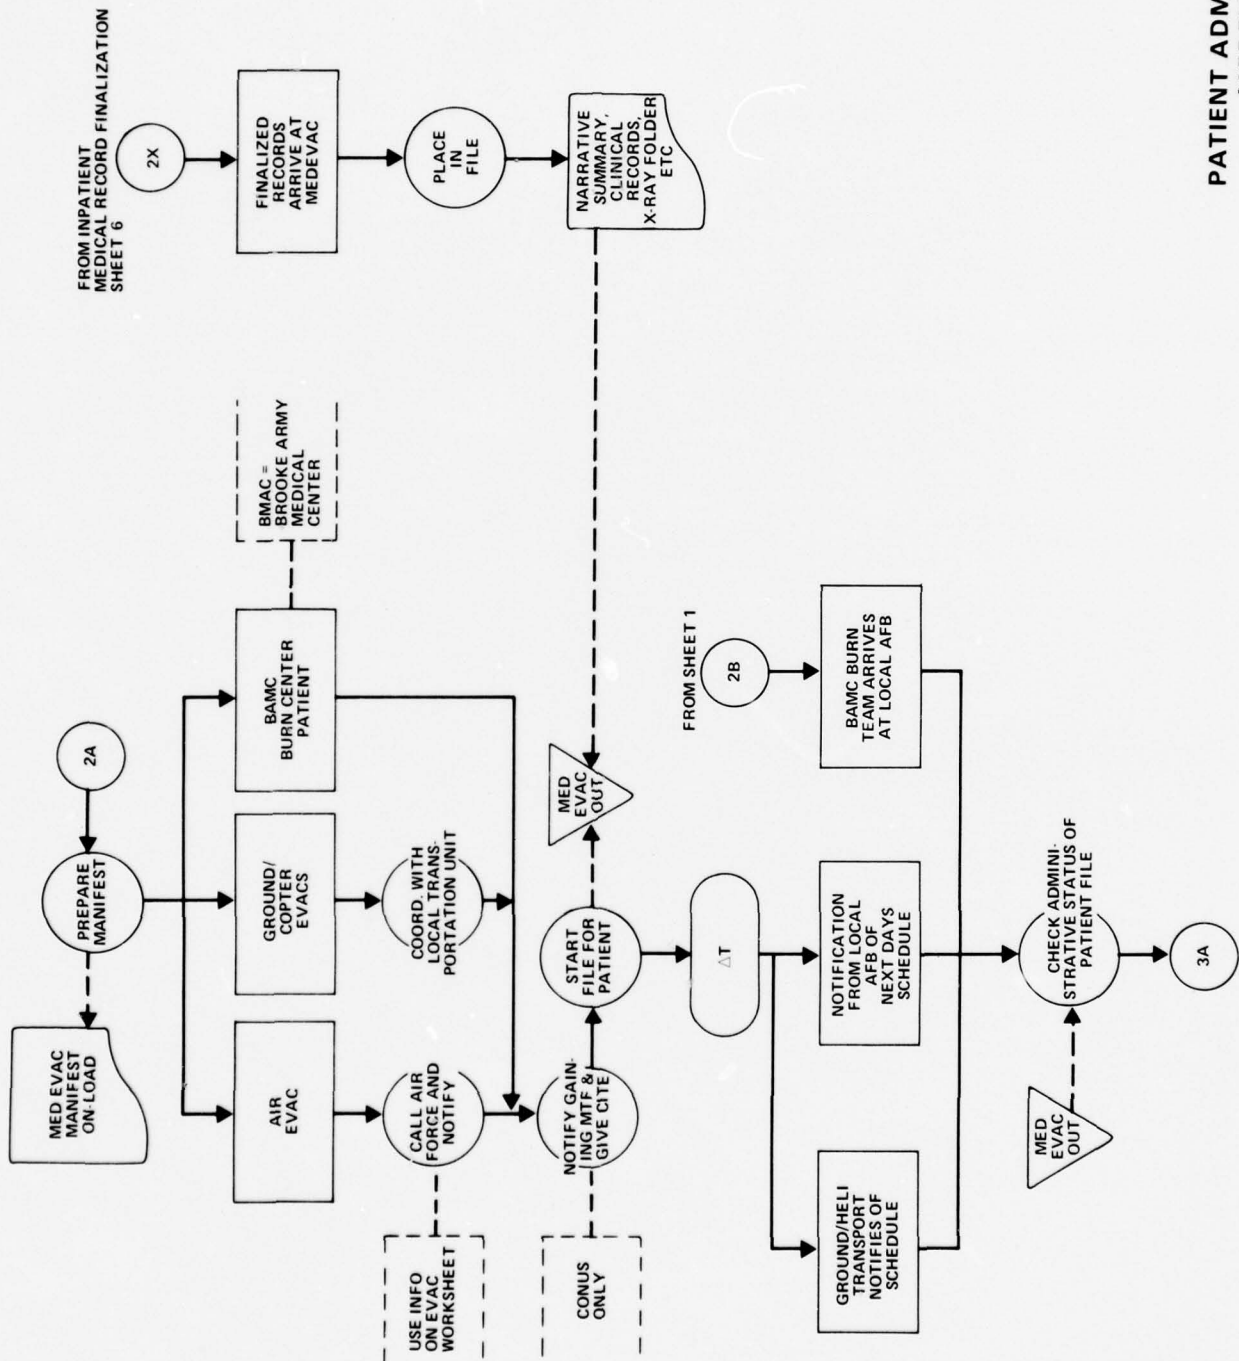 FROM INPATIENT
MEDICAL RECORD FINALIZATION
SHEET 6
2X
FINALIZED
RECORDS
ARRIVE AT
MEDEVAC
PLACE
IN
FILE
NARRATIVE
SUMMARY,
CLINICAL
RECORDS,
X-RAY FOLDER
ETC
2A
PREPARE
MANIFEST
MED EVAC
MANIFEST
ON-LOAD
AIR
EVAC
GROUND/
COPTER
EVACS
BAMC
BURN CENTER
PATIENT
BMAC =
BROOKE ARMY
MEDICAL
CENTER
CALL AIR
FORCE AND
NOTIFY
COORD. WITH
LOCAL TRANS-
PORTATION UNIT
USE INFO
ON EVAC
WORKSHEET
NOTIFY GAIN-
ING MTF &
GIVE CITE
CONUS
ONLY
START
FILE FOR
PATIENT
MED
EVAC
OUT
ΔT
FROM SHEET 1
2B
GROUND/HELI
TRANSPORT
NOTIFIES OF
SCHEDULE
NOTIFICATION
FROM LOCAL
AFB OF
NEXT DAYS
SCHEDULE
BAMC BURN
TEAM ARRIVES
AT LOCAL AFB
MED
EVAC
OUT
CHECK ADMINI-
STRATIVE STATUS OF
PATIENT FILE
3A
PATIENT ADM